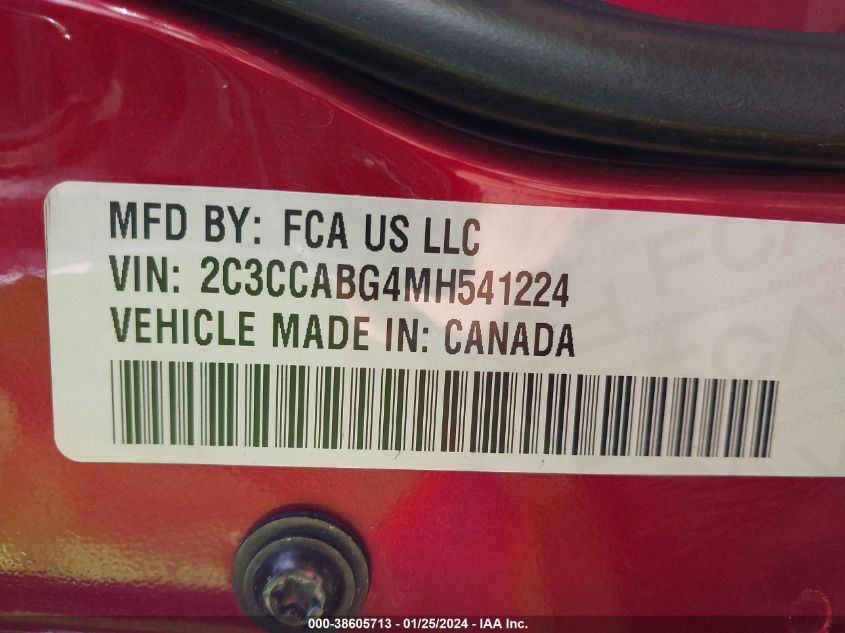 MFD BY: FCA US LLC
VIN: 2C3CCABG4MH541224
VEHICLE MADE IN: CANADA
000-38605713 - 01/25/2024 - IAA Inc.